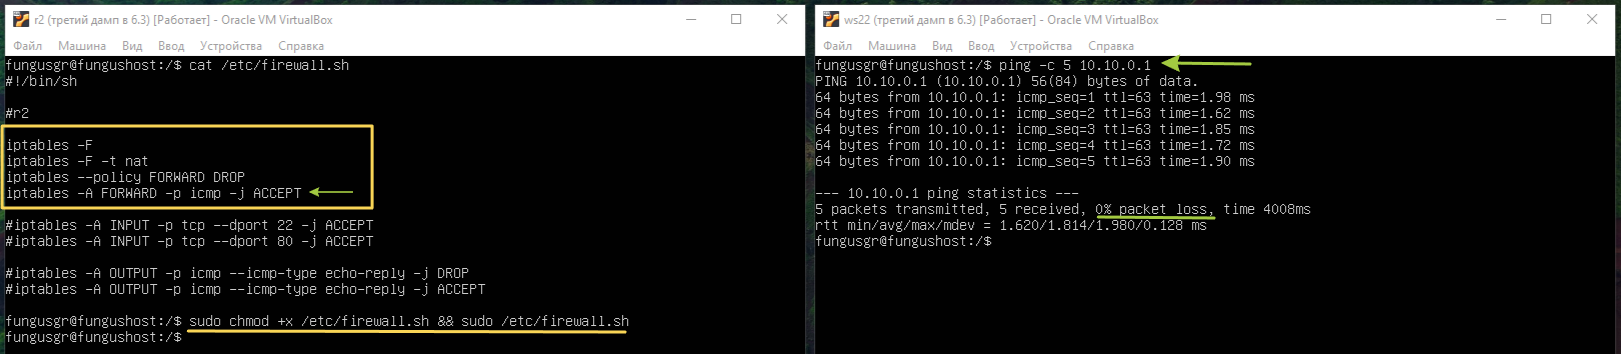 r2 (третий дамп в 6.3) [Работает] - Oracle VM VirtualBox
Файл Машина Вид Ввод Устройства Справка
fungusgr@fungushost:/$ cat /etc/firewall.sh
#!/bin/sh
#r2
iptables -F
iptables -F -t nat
iptables --policy FORWARD DROP
iptables -A FORWARD -p icmp -j ACCEPT
#iptables -A INPUT -p tcp --dport 22 -j ACCEPT
#iptables -A INPUT -p tcp --dport 80 -j ACCEPT
#iptables -A OUTPUT -p icmp --icmp-type echo-reply -j DROP
#iptables -A OUTPUT -p icmp --icmp-type echo-reply -j ACCEPT
fungusgr@fungushost:/$ sudo chmod +x /etc/firewall.sh && sudo /etc/firewall.sh
fungusgr@fungushost:/$
ws22 (третий дамп в 6.3) [Работает] - Oracle VM VirtualBox
Файл Машина Вид Ввод Устройства Справка
fungusgr@fungushost:/$ ping -c 5 10.10.0.1
PING 10.10.0.1 (10.10.0.1) 56(84) bytes of data.
64 bytes from 10.10.0.1: icmp_seq=1 ttl=63 time=1.98 ms
64 bytes from 10.10.0.1: icmp_seq=2 ttl=63 time=1.62 ms
64 bytes from 10.10.0.1: icmp_seq=3 ttl=63 time=1.85 ms
64 bytes from 10.10.0.1: icmp_seq=4 ttl=63 time=1.72 ms
64 bytes from 10.10.0.1: icmp_seq=5 ttl=63 time=1.90 ms
--- 10.10.0.1 ping statistics ---
5 packets transmitted, 5 received, 0% packet loss, time 4008ms
rtt min/avg/max/mdev = 1.620/1.814/1.980/0.128 ms
fungusgr@fungushost:/$